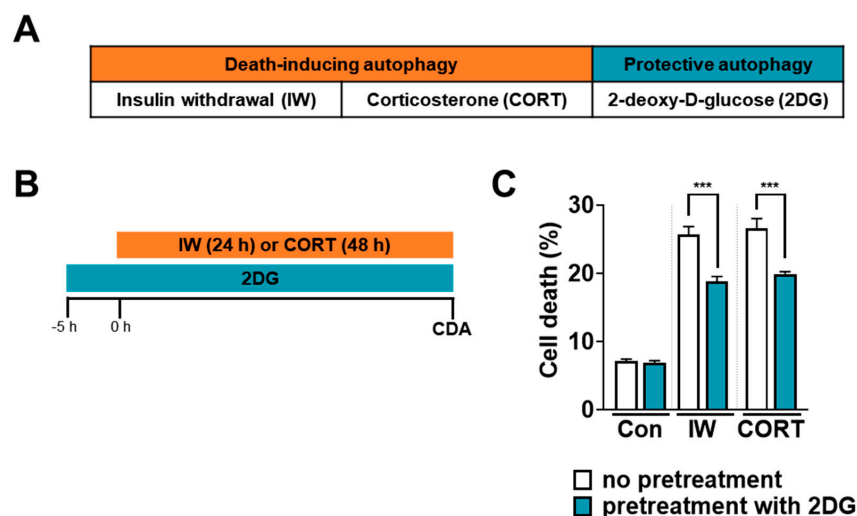 A
Death-inducing autophagy Protective autophagy
Insulin withdrawal (IW) Corticosterone (CORT) 2-deoxy-D-glucose (2DG)
B
IW (24 h) or CORT (48 h)
2DG
-5 h 0 h CDA
C
Cell death (%)
30
20
10
0
*** ***
Con IW CORT
no pretreatment
pretreatment with 2DG